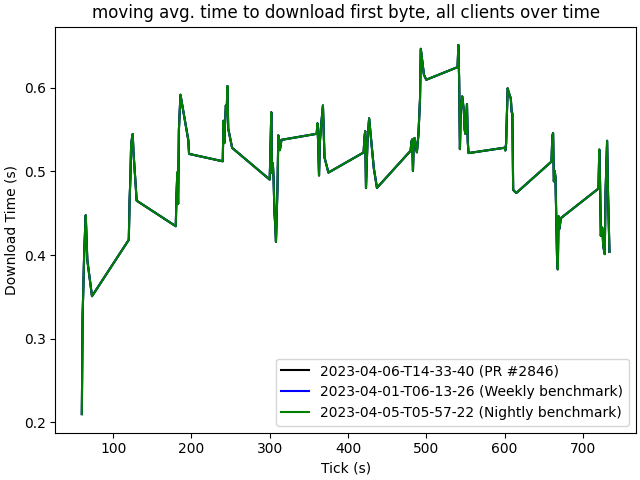 moving avg. time to download first byte, all clients over time
Download Time (s)
0.6
0.5
0.4
0.3
0.2
2023-04-06-T14-33-40 (PR #2846)
2023-04-01-T06-13-26 (Weekly benchmark)
2023-04-05-T05-57-22 (Nightly benchmark)
100 200 300 400 500 600 700
Tick (s)